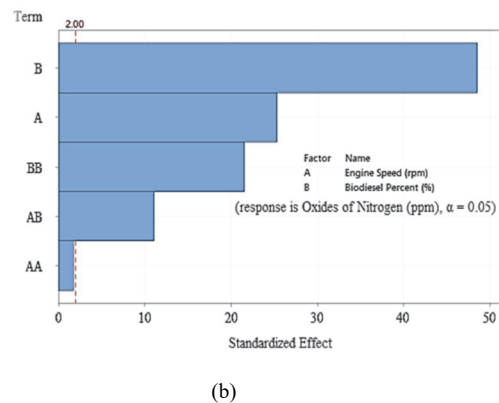 Term
2.00
B
A
BB
AB
AA
Factor Name
A Engine Speed (rpm)
B Biodiesel Percent (%)
(response is Oxides of Nitrogen (ppm), α = 0.05)
0 10 20 30 40 50
Standardized Effect
(b)